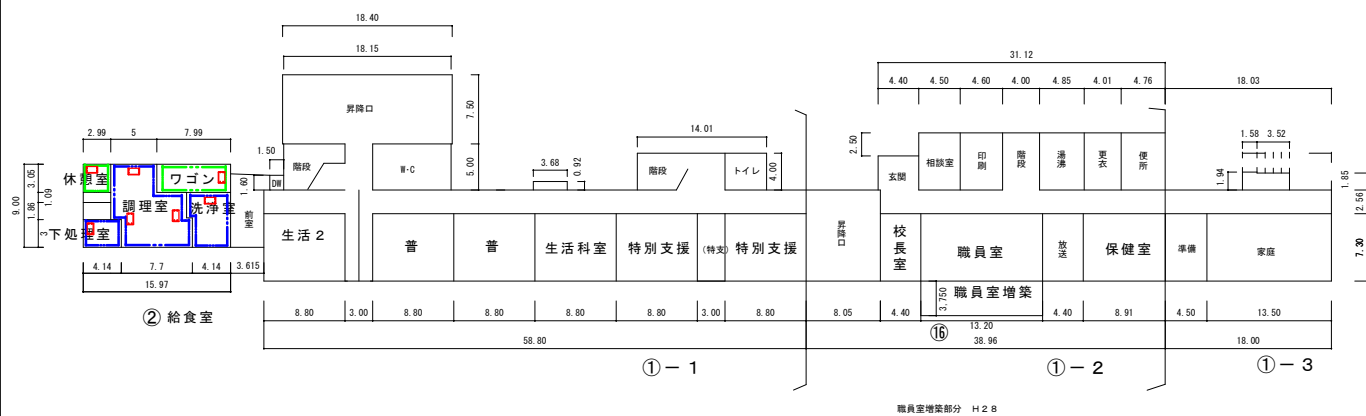 18.40
18.15
31.12
4.40 4.50 4.60 4.00 4.85 4.01 4.76 18.03
昇降口
7.50
2.99 5 7.99
1.50
14.01
1.58 3.52
2.50
階段
W・C
5.00
3.68
0.92
階段
トイレ
4.00
玄関
相談室
印刷
階段
湯沸
更衣
便所
1.94
1.85
9.00
3.05
1.09
1.86
3
休憩室
ワゴン
1.60
DW
調理室
洗浄室
下処理室
前室
2.56
生活2
普
普
生活科室
特別支援
(特支)
特別支援
昇降口
校長室
職員室
放送
保健室
準備
家庭
7.30
4.14 7.7 4.14 3.615
15.97
② 給食室
3.750
職員室増築
8.80 3.00 8.80 8.80 8.80 8.80 3.00 8.80 8.05 4.40
⑯
13.20
4.40 8.91 4.50 13.50
58.80
38.96
18.00
①-1
①-2
①-3
職員室増築部分 H28